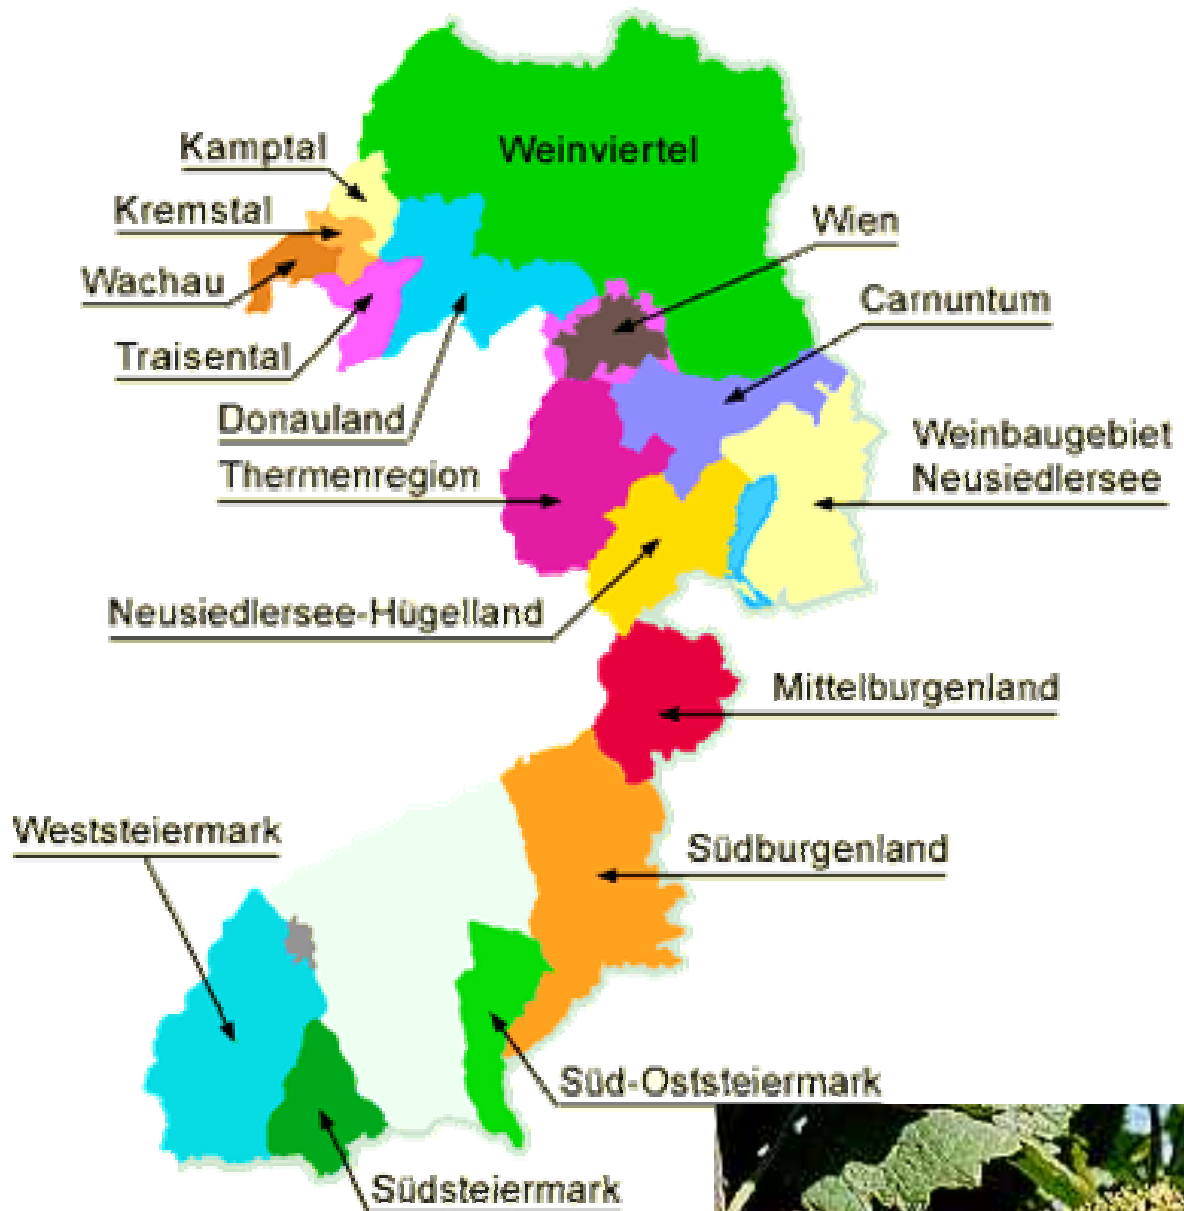 Weinviertel
Kamptal
Kremstal
Wien
Wachau
Carnuntum
Traisental
Donauland
Weinbaugebiet
Neusiedlersee
Thermenregion
Neusiedlersee-Hügelland
Mittelburgenland
Weststeiermark
Südburgenland
Süd-Oststeiermark
Südsteiermark